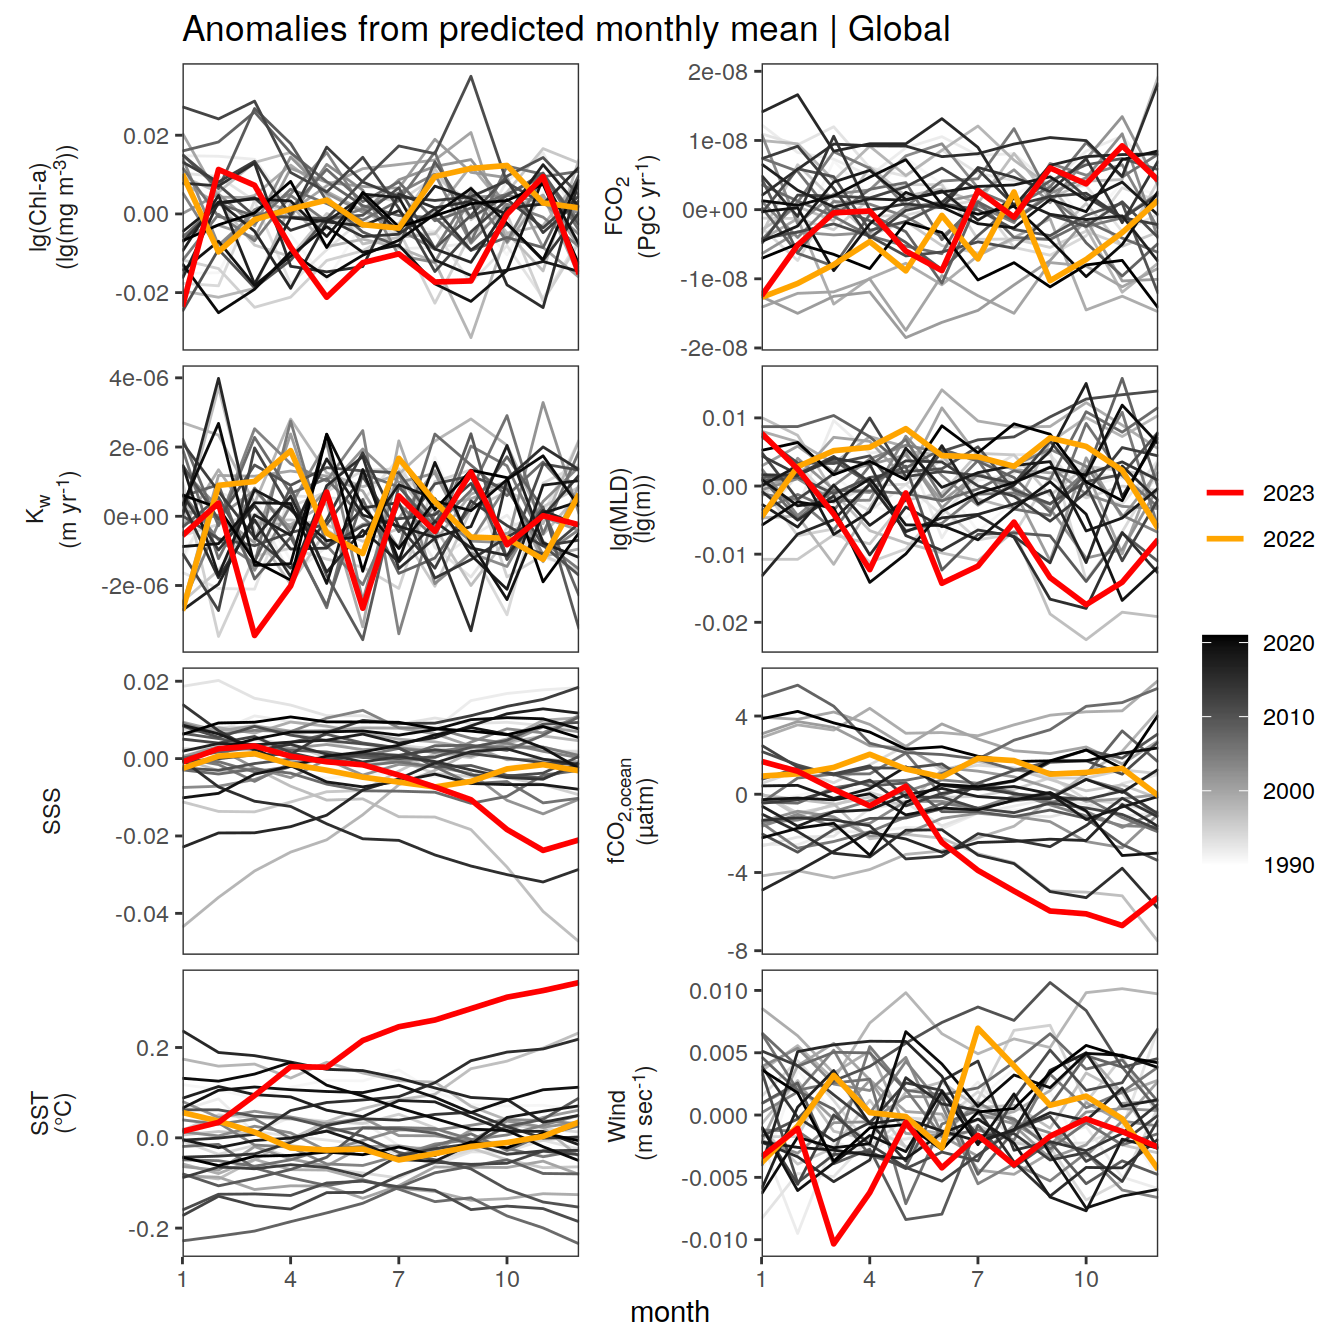 Anomalies from predicted monthly mean | Global
lg(Chl-a)
(lg(mg m⁻³))
0.02
0.00
-0.02
FCO₂
(PgC yr⁻¹)
2e-08
1e-08
0e+00
-1e-08
-2e-08
K_w
(m yr⁻¹)
4e-06
2e-06
0e+00
-2e-06
lg(MLD)
(lg(m))
0.01
0.00
-0.01
-0.02
SSS
0.02
0.00
-0.02
-0.04
fCO₂,ocean
(µatm)
4
0
-4
-8
SST
(°C)
0.2
0.0
-0.2
Wind
(m sec⁻¹)
0.010
0.005
0.000
-0.005
-0.010
1 4 7 10
1 4 7 10
month
2023
2022
2020
2010
2000
1990